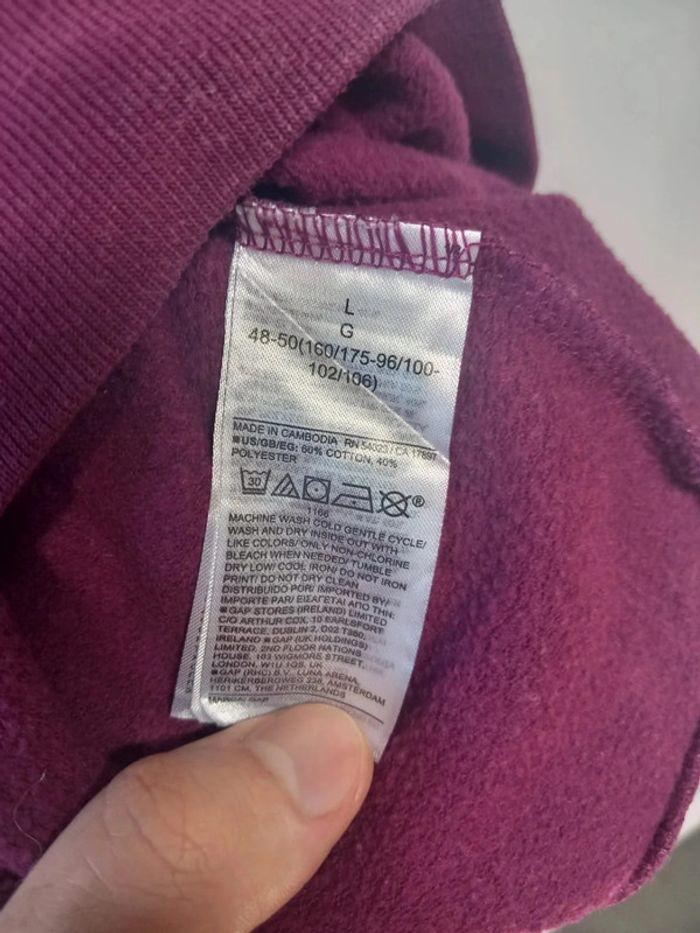 L
G
48-50(160/175-96/100-
102/106)
MADE IN CAMBODIA RN 54023 / CA 17897
US/GB/EG: 60% COTTON, 40%
POLYESTER
30
®
1166
MACHINE WASH COLD GENTLE CYCLE/
WASH AND DRY INSIDE OUT WITH
LIKE COLORS/ ONLY NON-CHLORINE
BLEACH WHEN NEEDED/ TUMBLE
DRY LOW/ COOL IRON/ DO NOT IRON
PRINT/ DO NOT DRY CLEAN
DISTRIBUIDO POR/ IMPORTED BY/
IMPORTE PAR/ ΕΙΣΑΓΕΤΑΙ ΑΠΟ ΤΗΝ:
GAP STORES (IRELAND) LIMITED
C/O ARTHUR COX, 10 EARLSFORT
TERRACE, DUBLIN 2, D02 T380,
IRELAND ■ GAP (UK HOLDINGS)
LIMITED, 2ND FLOOR NATIONS
HOUSE, 103 WIGMORE STREET,
LONDON, W1U 1QS, UK
■ GAP (RHC) B.V., LUNA ARENA,
HERIKERBERGWEG 238, AMSTERDAM
1101 CM, THE NETHERLANDS